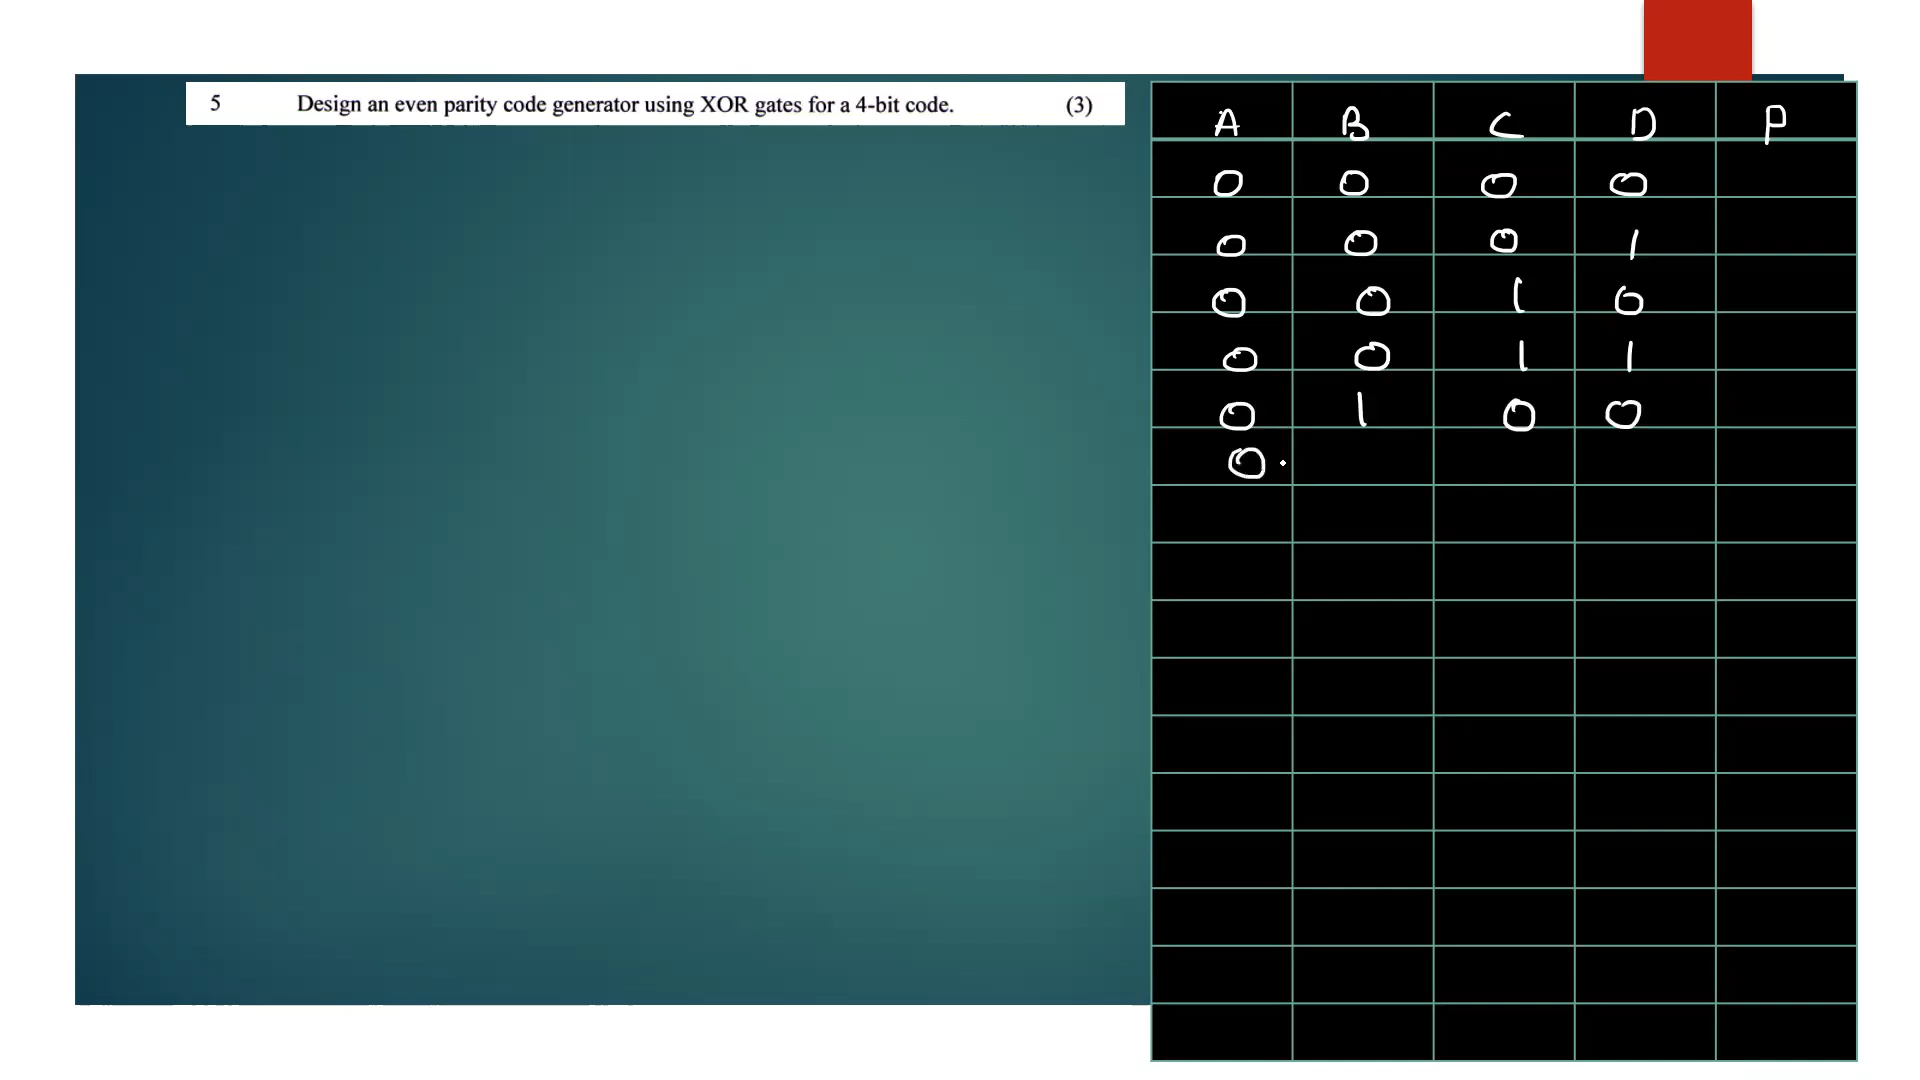 5 Design an even parity code generator using XOR gates for a 4-bit code. (3)
A B C D P
0 0 0 0
0 0 0 1
0 0 1 0
0 0 1 1
0 1 0 0
0